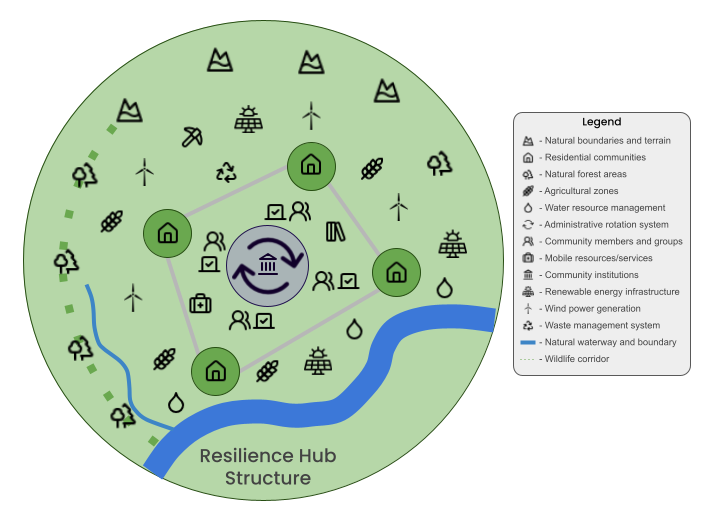 Legend
- Natural boundaries and terrain
- Residential communities
- Natural forest areas
- Agricultural zones
- Water resource management
- Administrative rotation system
- Community members and groups
- Mobile resources/services
- Community institutions
- Renewable energy infrastructure
- Wind power generation
- Waste management system
- Natural waterway and boundary
- Wildlife corridor
Resilience Hub
Structure